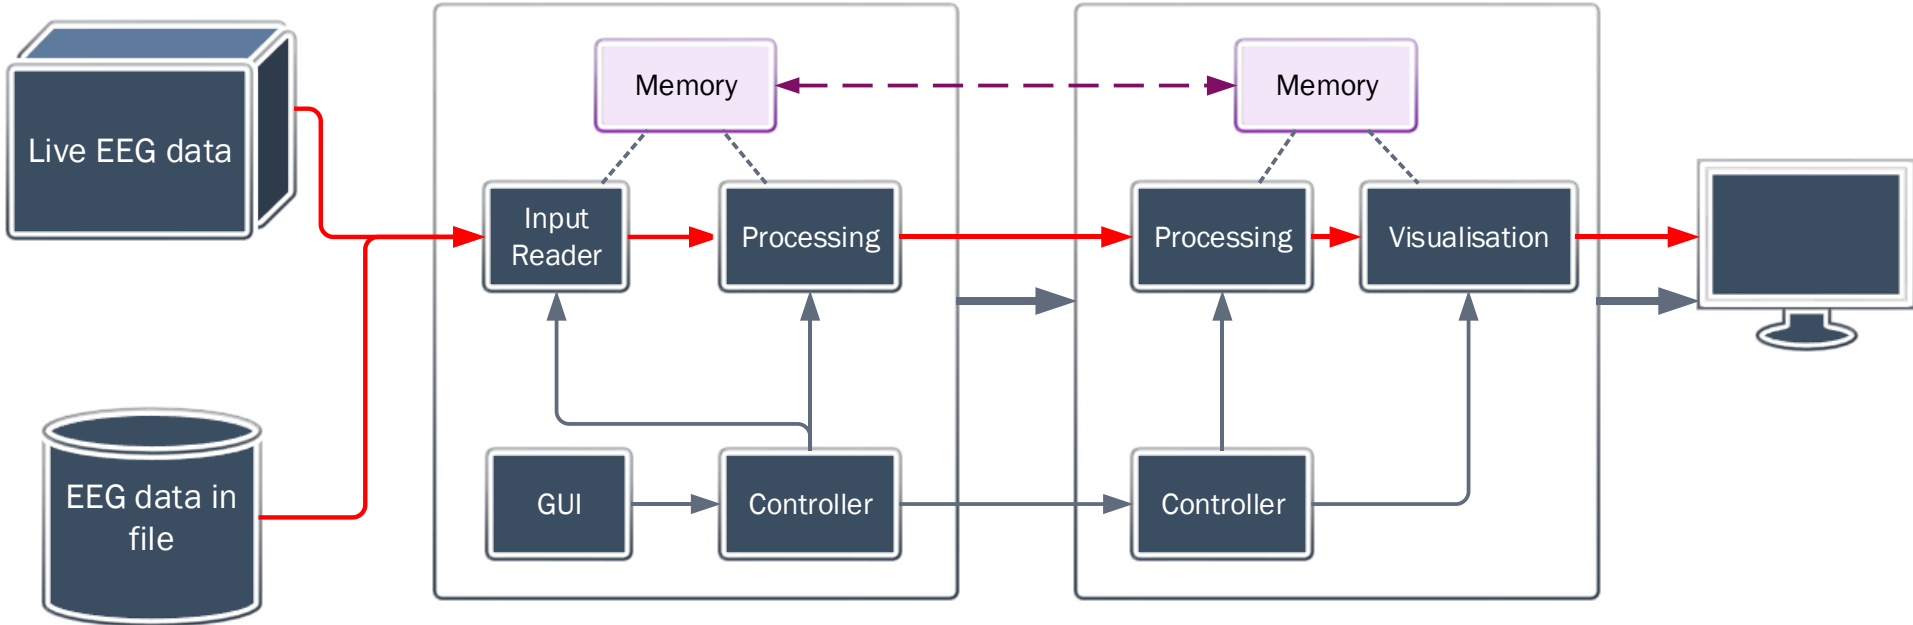 Memory
Memory
Live EEG data
Input
Reader
Processing
Processing
Visualisation
EEG data in
file
GUI
Controller
Controller